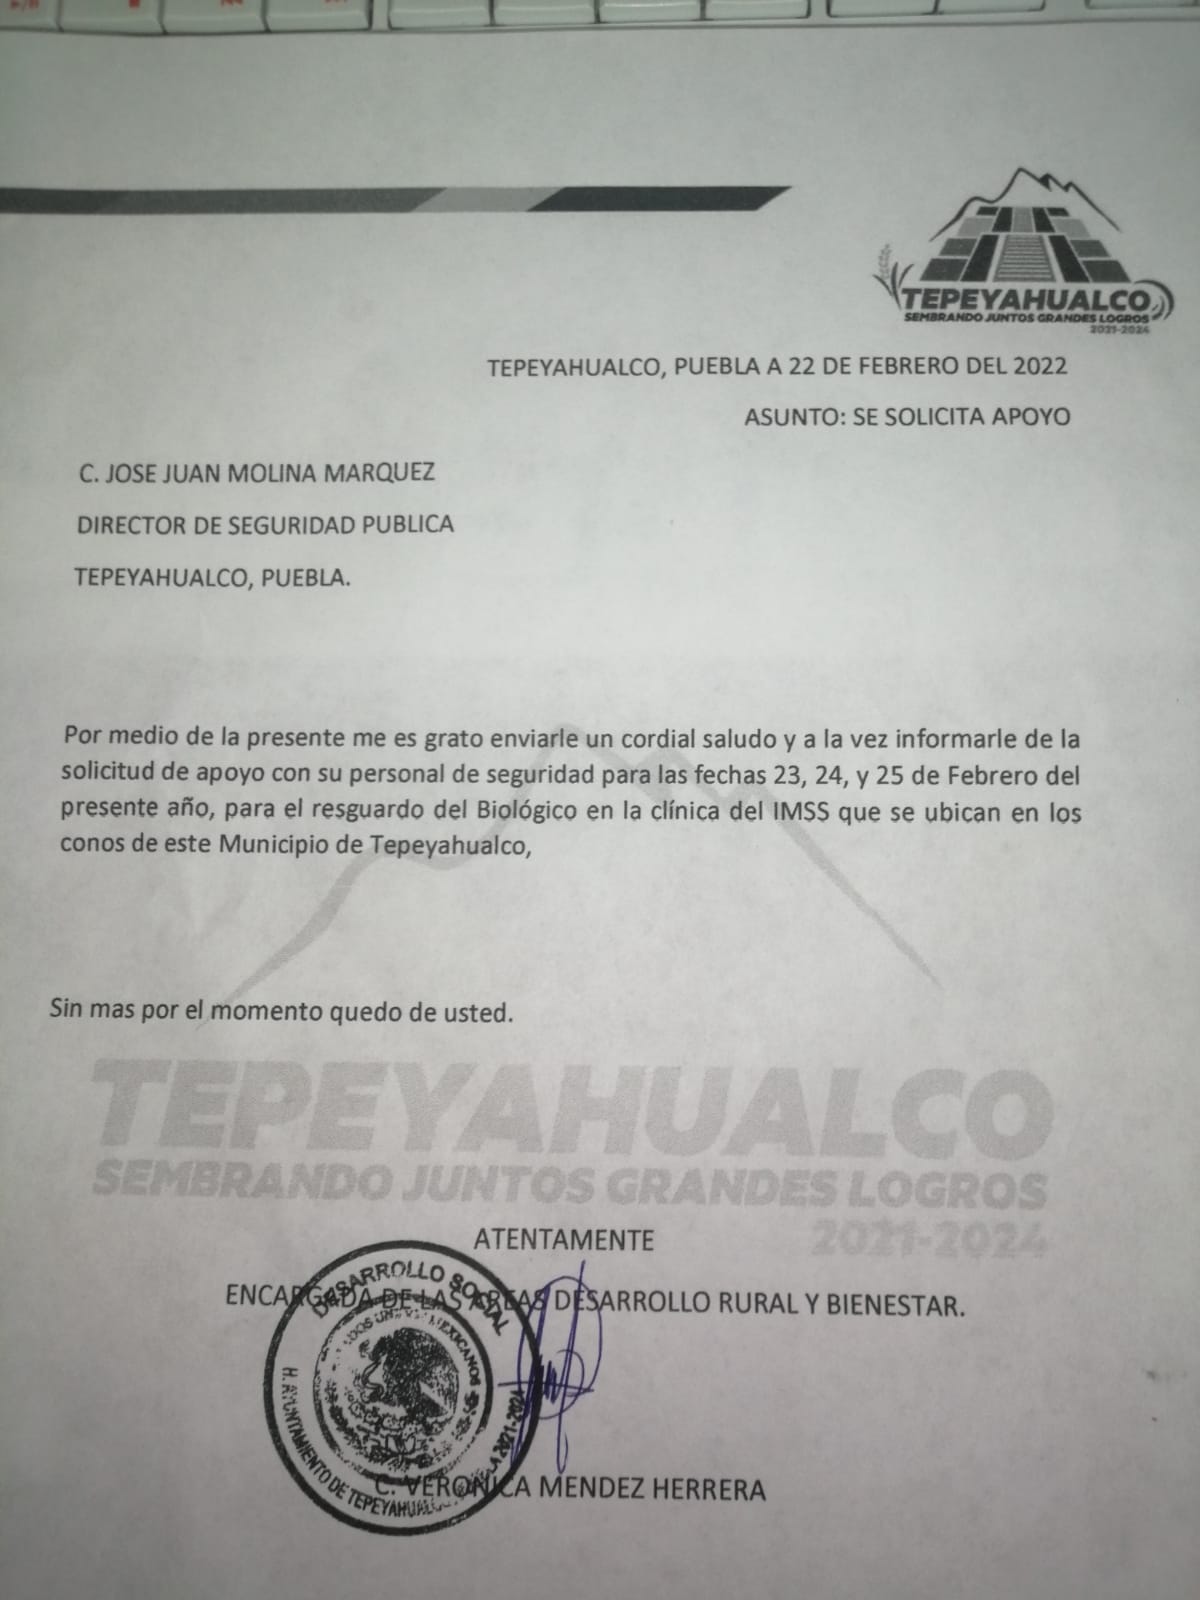 TEPEYAHUALCO
SEMBRANDO JUNTOS GRANDES LOGROS
2021-2024
TEPEYAHUALCO, PUEBLA A 22 DE FEBRERO DEL 2022
ASUNTO: SE SOLICITA APOYO
C. JOSE JUAN MOLINA MARQUEZ
DIRECTOR DE SEGURIDAD PUBLICA
TEPEYAHUALCO, PUEBLA.
Por medio de la presente me es grato enviarle un cordial saludo y a la vez informarle de la
solicitud de apoyo con su personal de seguridad para las fechas 23, 24, y 25 de Febrero del
presente año, para el resguardo del Biológico en la clínica del IMSS que se ubican en los
conos de este Municipio de Tepeyahualco,
Sin mas por el momento quedo de usted.
TEPEYAHUALCO
SEMBRANDO JUNTOS GRANDES LOGROS
2021-2024
ATENTAMENTE
ENCARGADA DE LAS AREAS DESARROLLO RURAL Y BIENESTAR.
DESARROLLO SOCIAL
MEXICANOS
H. AYUNTAMIENTO DE TEPEYAHUALCO 2021-2024
C. VERONICA MENDEZ HERRERA